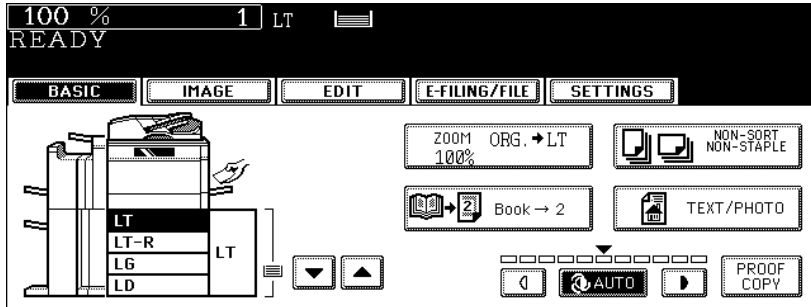 100 % 1 LT
READY
BASIC IMAGE EDIT E-FILING/FILE SETTINGS
ZOOM ORG.➔LT
100%
NON-SORT
NON-STAPLE
2 Book → 2
TEXT/PHOTO
LT
LT-R
LG
LD
LT
AUTO
PROOF
COPY